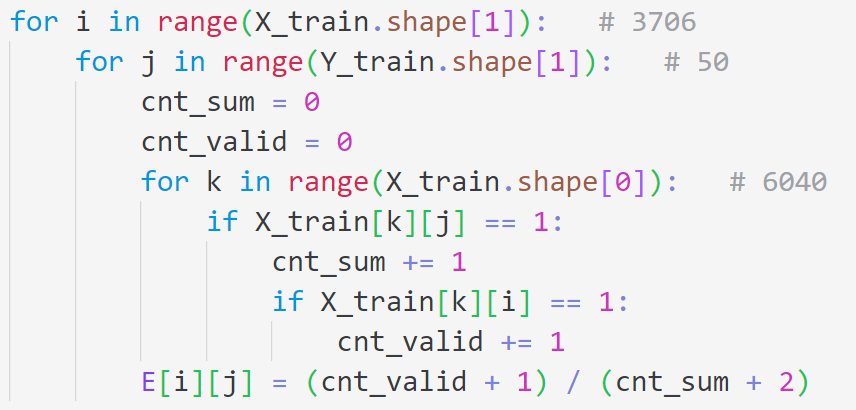 for i in range(X_train.shape[1]):   # 3706
    for j in range(Y_train.shape[1]):   # 50
        cnt_sum = 0
        cnt_valid = 0
        for k in range(X_train.shape[0]):   # 6040
            if X_train[k][j] == 1:
                cnt_sum += 1
                if X_train[k][i] == 1:
                    cnt_valid += 1
        E[i][j] = (cnt_valid + 1) / (cnt_sum + 2)